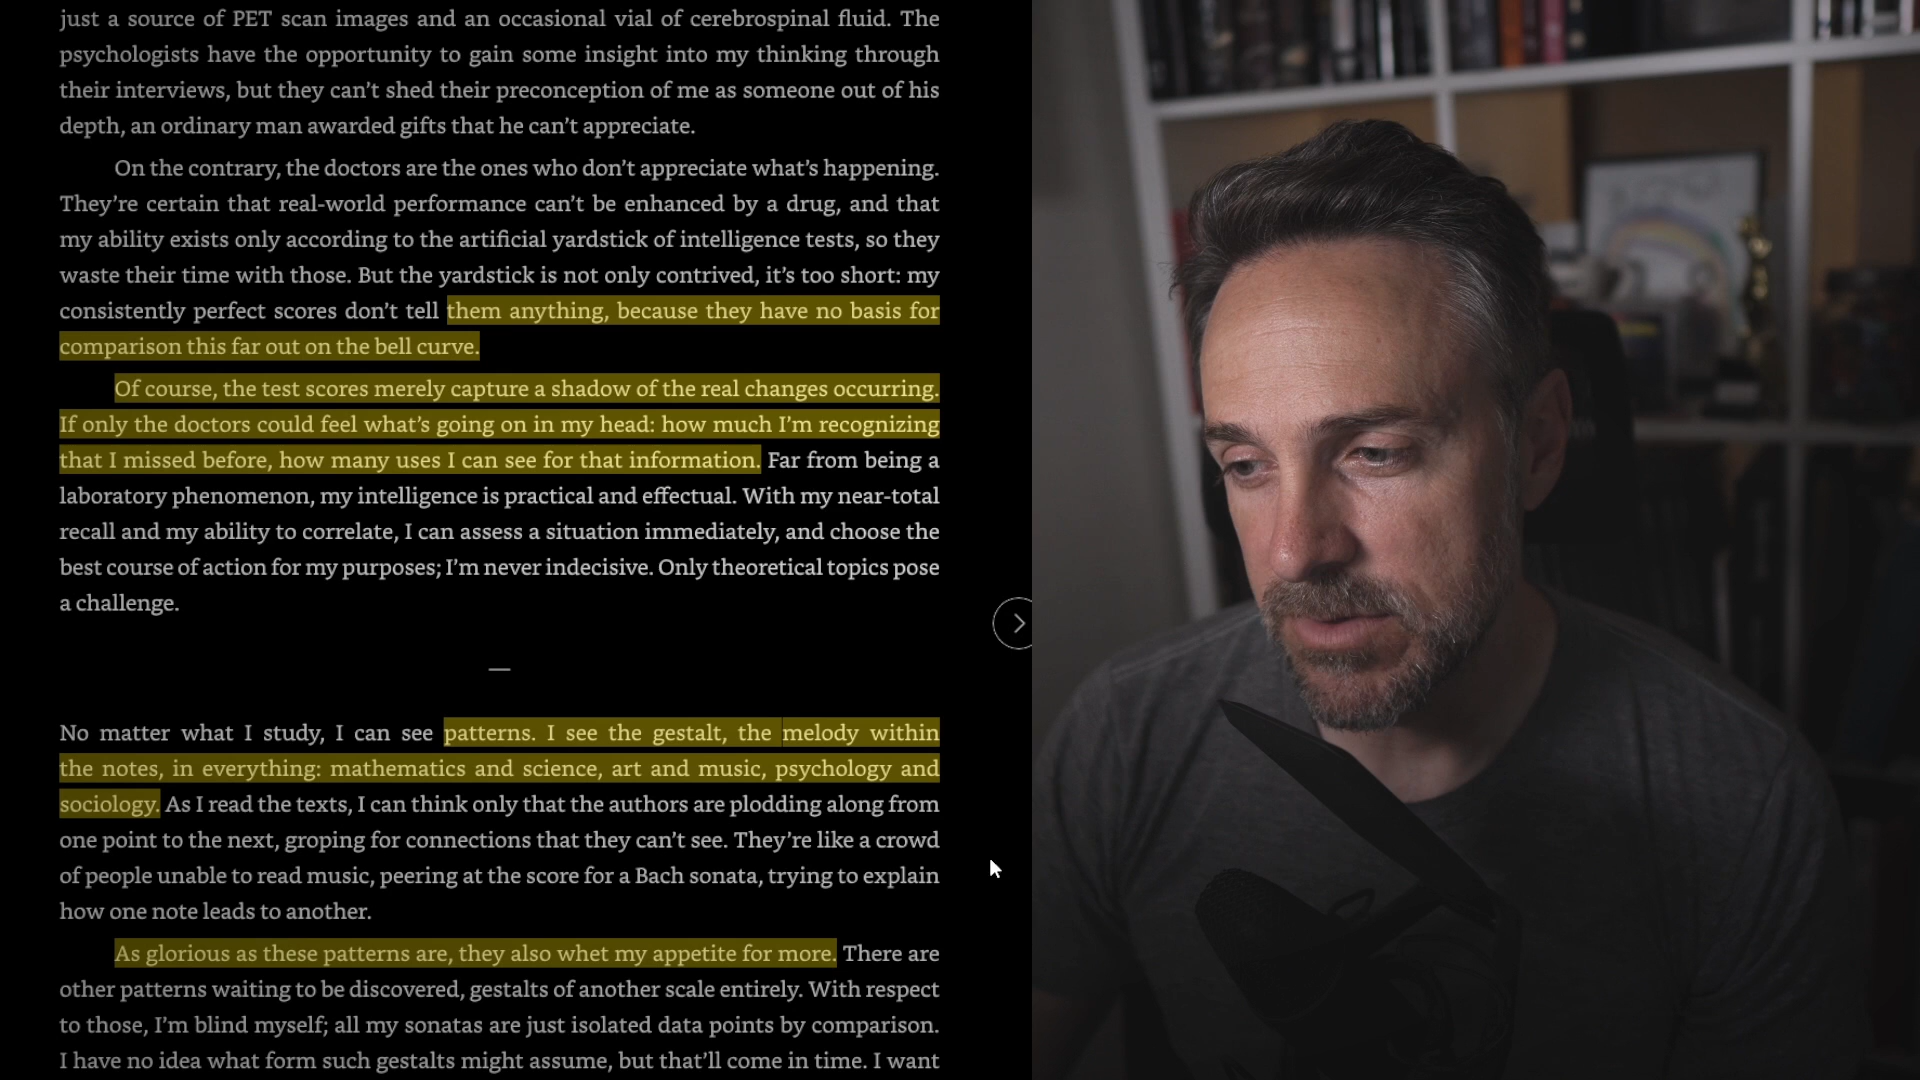 just a source of PET scan images and an occasional vial of cerebrospinal fluid. The
psychologists have the opportunity to gain some insight into my thinking through
their interviews, but they can’t shed their preconception of me as someone out of his
depth, an ordinary man awarded gifts that he can’t appreciate.
On the contrary, the doctors are the ones who don’t appreciate what’s happening.
They’re certain that real-world performance can’t be enhanced by a drug, and that
my ability exists only according to the artificial yardstick of intelligence tests, so they
waste their time with those. But the yardstick is not only contrived, it’s too short: my
consistently perfect scores don’t tell them anything, because they have no basis for
comparison this far out on the bell curve.
Of course, the test scores merely capture a shadow of the real changes occurring.
If only the doctors could feel what’s going on in my head: how much I’m recognizing
that I missed before, how many uses I can see for that information. Far from being a
laboratory phenomenon, my intelligence is practical and effectual. With my near-total
recall and my ability to correlate, I can assess a situation immediately, and choose the
best course of action for my purposes; I’m never indecisive. Only theoretical topics pose
a challenge.
—
No matter what I study, I can see patterns. I see the gestalt, the melody within
the notes, in everything: mathematics and science, art and music, psychology and
sociology. As I read the texts, I can think only that the authors are plodding along from
one point to the next, groping for connections that they can’t see. They’re like a crowd
of people unable to read music, peering at the score for a Bach sonata, trying to explain
how one note leads to another.
As glorious as these patterns are, they also whet my appetite for more. There are
other patterns waiting to be discovered, gestalts of another scale entirely. With respect
to those, I’m blind myself; all my sonatas are just isolated data points by comparison.
I have no idea what form such gestalts might assume, but that’ll come in time. I want